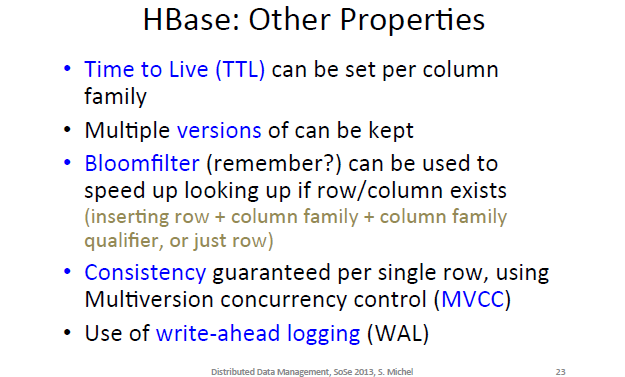 HBase: Other Properties
• Time to Live (TTL) can be set per column
family
• Multiple versions of can be kept
• Bloomfilter (remember?) can be used to
speed up looking up if row/column exists
(inserting row + column family + column family
qualifier, or just row)
• Consistency guaranteed per single row, using
Multiversion concurrency control (MVCC)
• Use of write-ahead logging (WAL)
Distributed Data Management, SoSe 2013, S. Michel
23